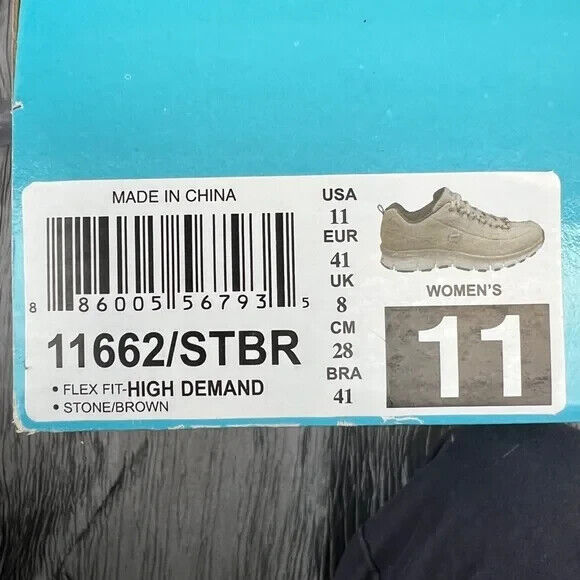 MADE IN CHINA
8 86005 56793 5
11662/STBR
• FLEX FIT-HIGH DEMAND
• STONE/BROWN
USA
11
EUR
41
UK
8
CM
28
BRA
41
WOMEN'S
11